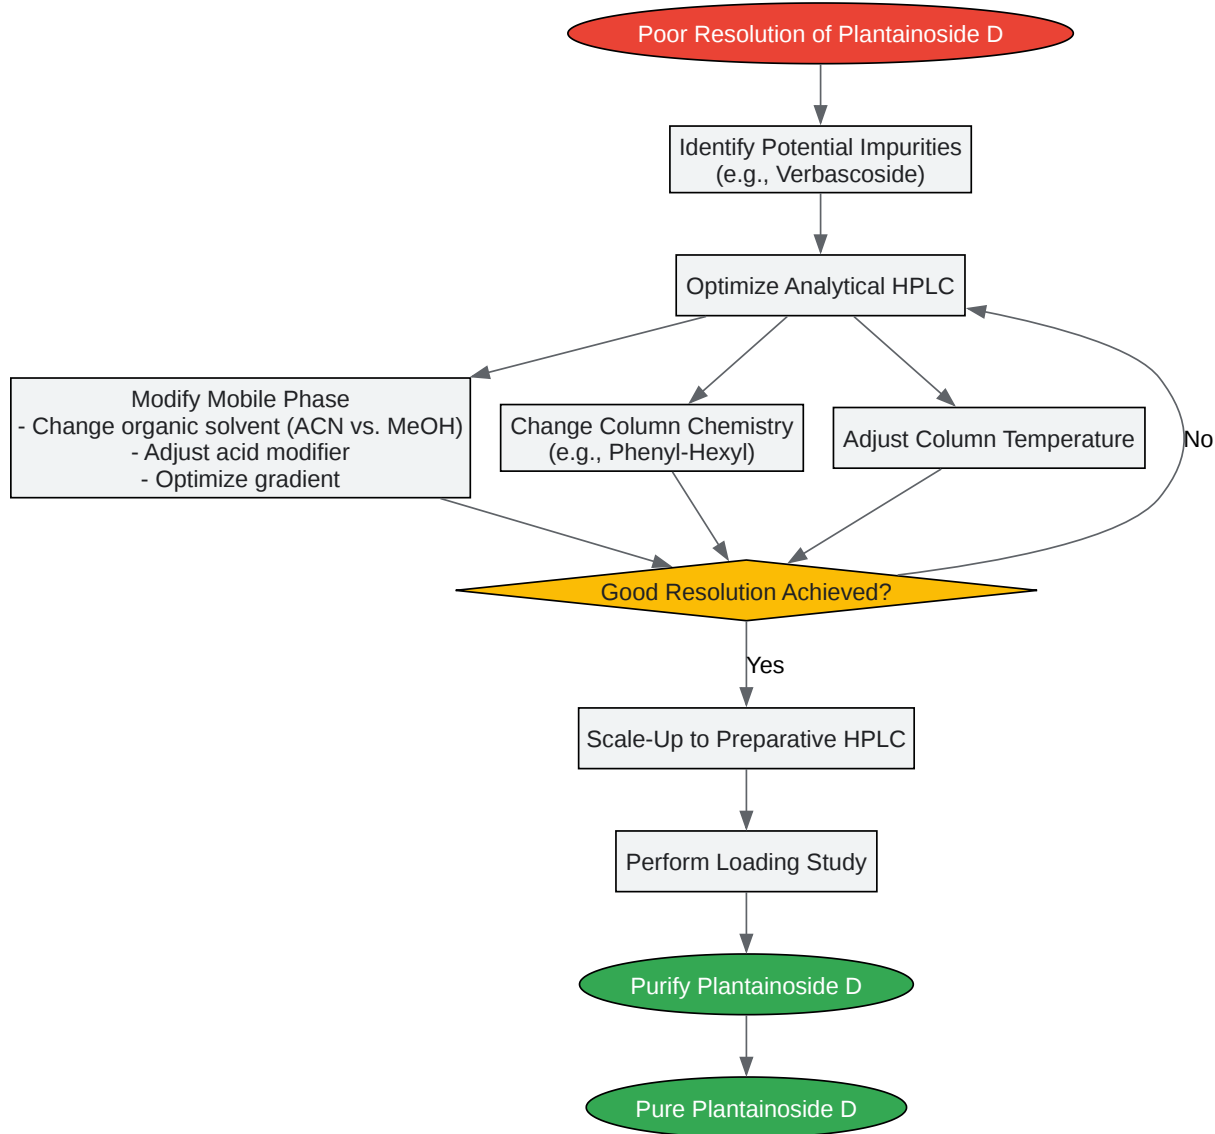 Poor Resolution of Plantainoside D
Identify Potential Impurities
(e.g., Verbascoside)
Optimize Analytical HPLC
Modify Mobile Phase
- Change organic solvent (ACN vs. MeOH)
- Adjust acid modifier
- Optimize gradient
Change Column Chemistry
(e.g., Phenyl-Hexyl)
Adjust Column Temperature
No
Good Resolution Achieved?
Yes
Scale-Up to Preparative HPLC
Perform Loading Study
Purify Plantainoside D
Pure Plantainoside D